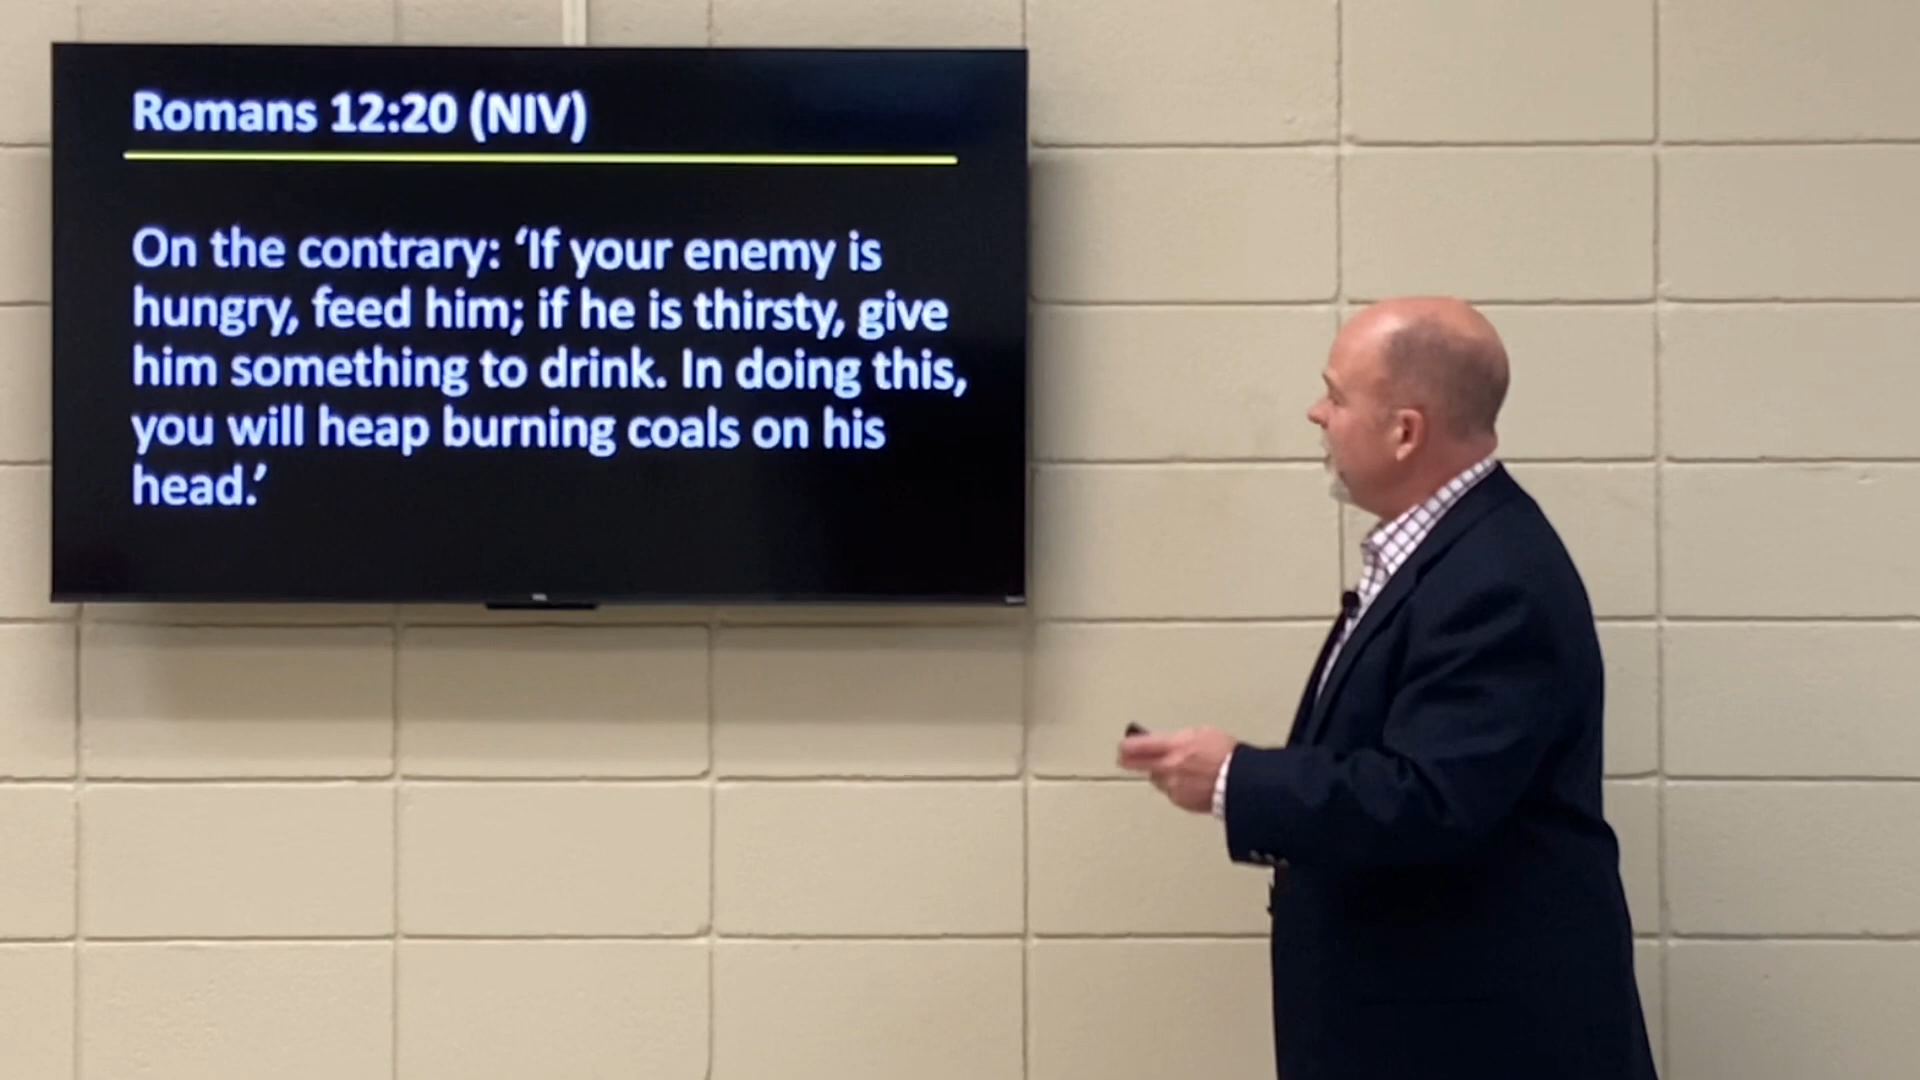 Romans 12:20 (NIV)
On the contrary: ‘If your enemy is
hungry, feed him; if he is thirsty, give
him something to drink. In doing this,
you will heap burning coals on his
head.’